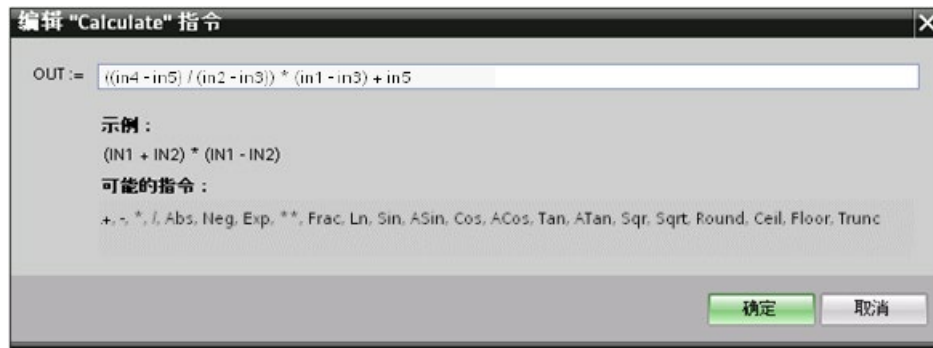 编辑 "Calculate" 指令
OUT := ((in4 - in5) / (in2 - in3)) * (in1 - in3) + in5
示例：
(IN1 + IN2) * (IN1 - IN2)
可能的指令：
+, -, *, /, Abs, Neg, Exp, **, Frac, Ln, Sin, ASin, Cos, ACos, Tan, ATan, Sqr, Sqrt, Round, Ceil, Floor, Trunc
确定 取消